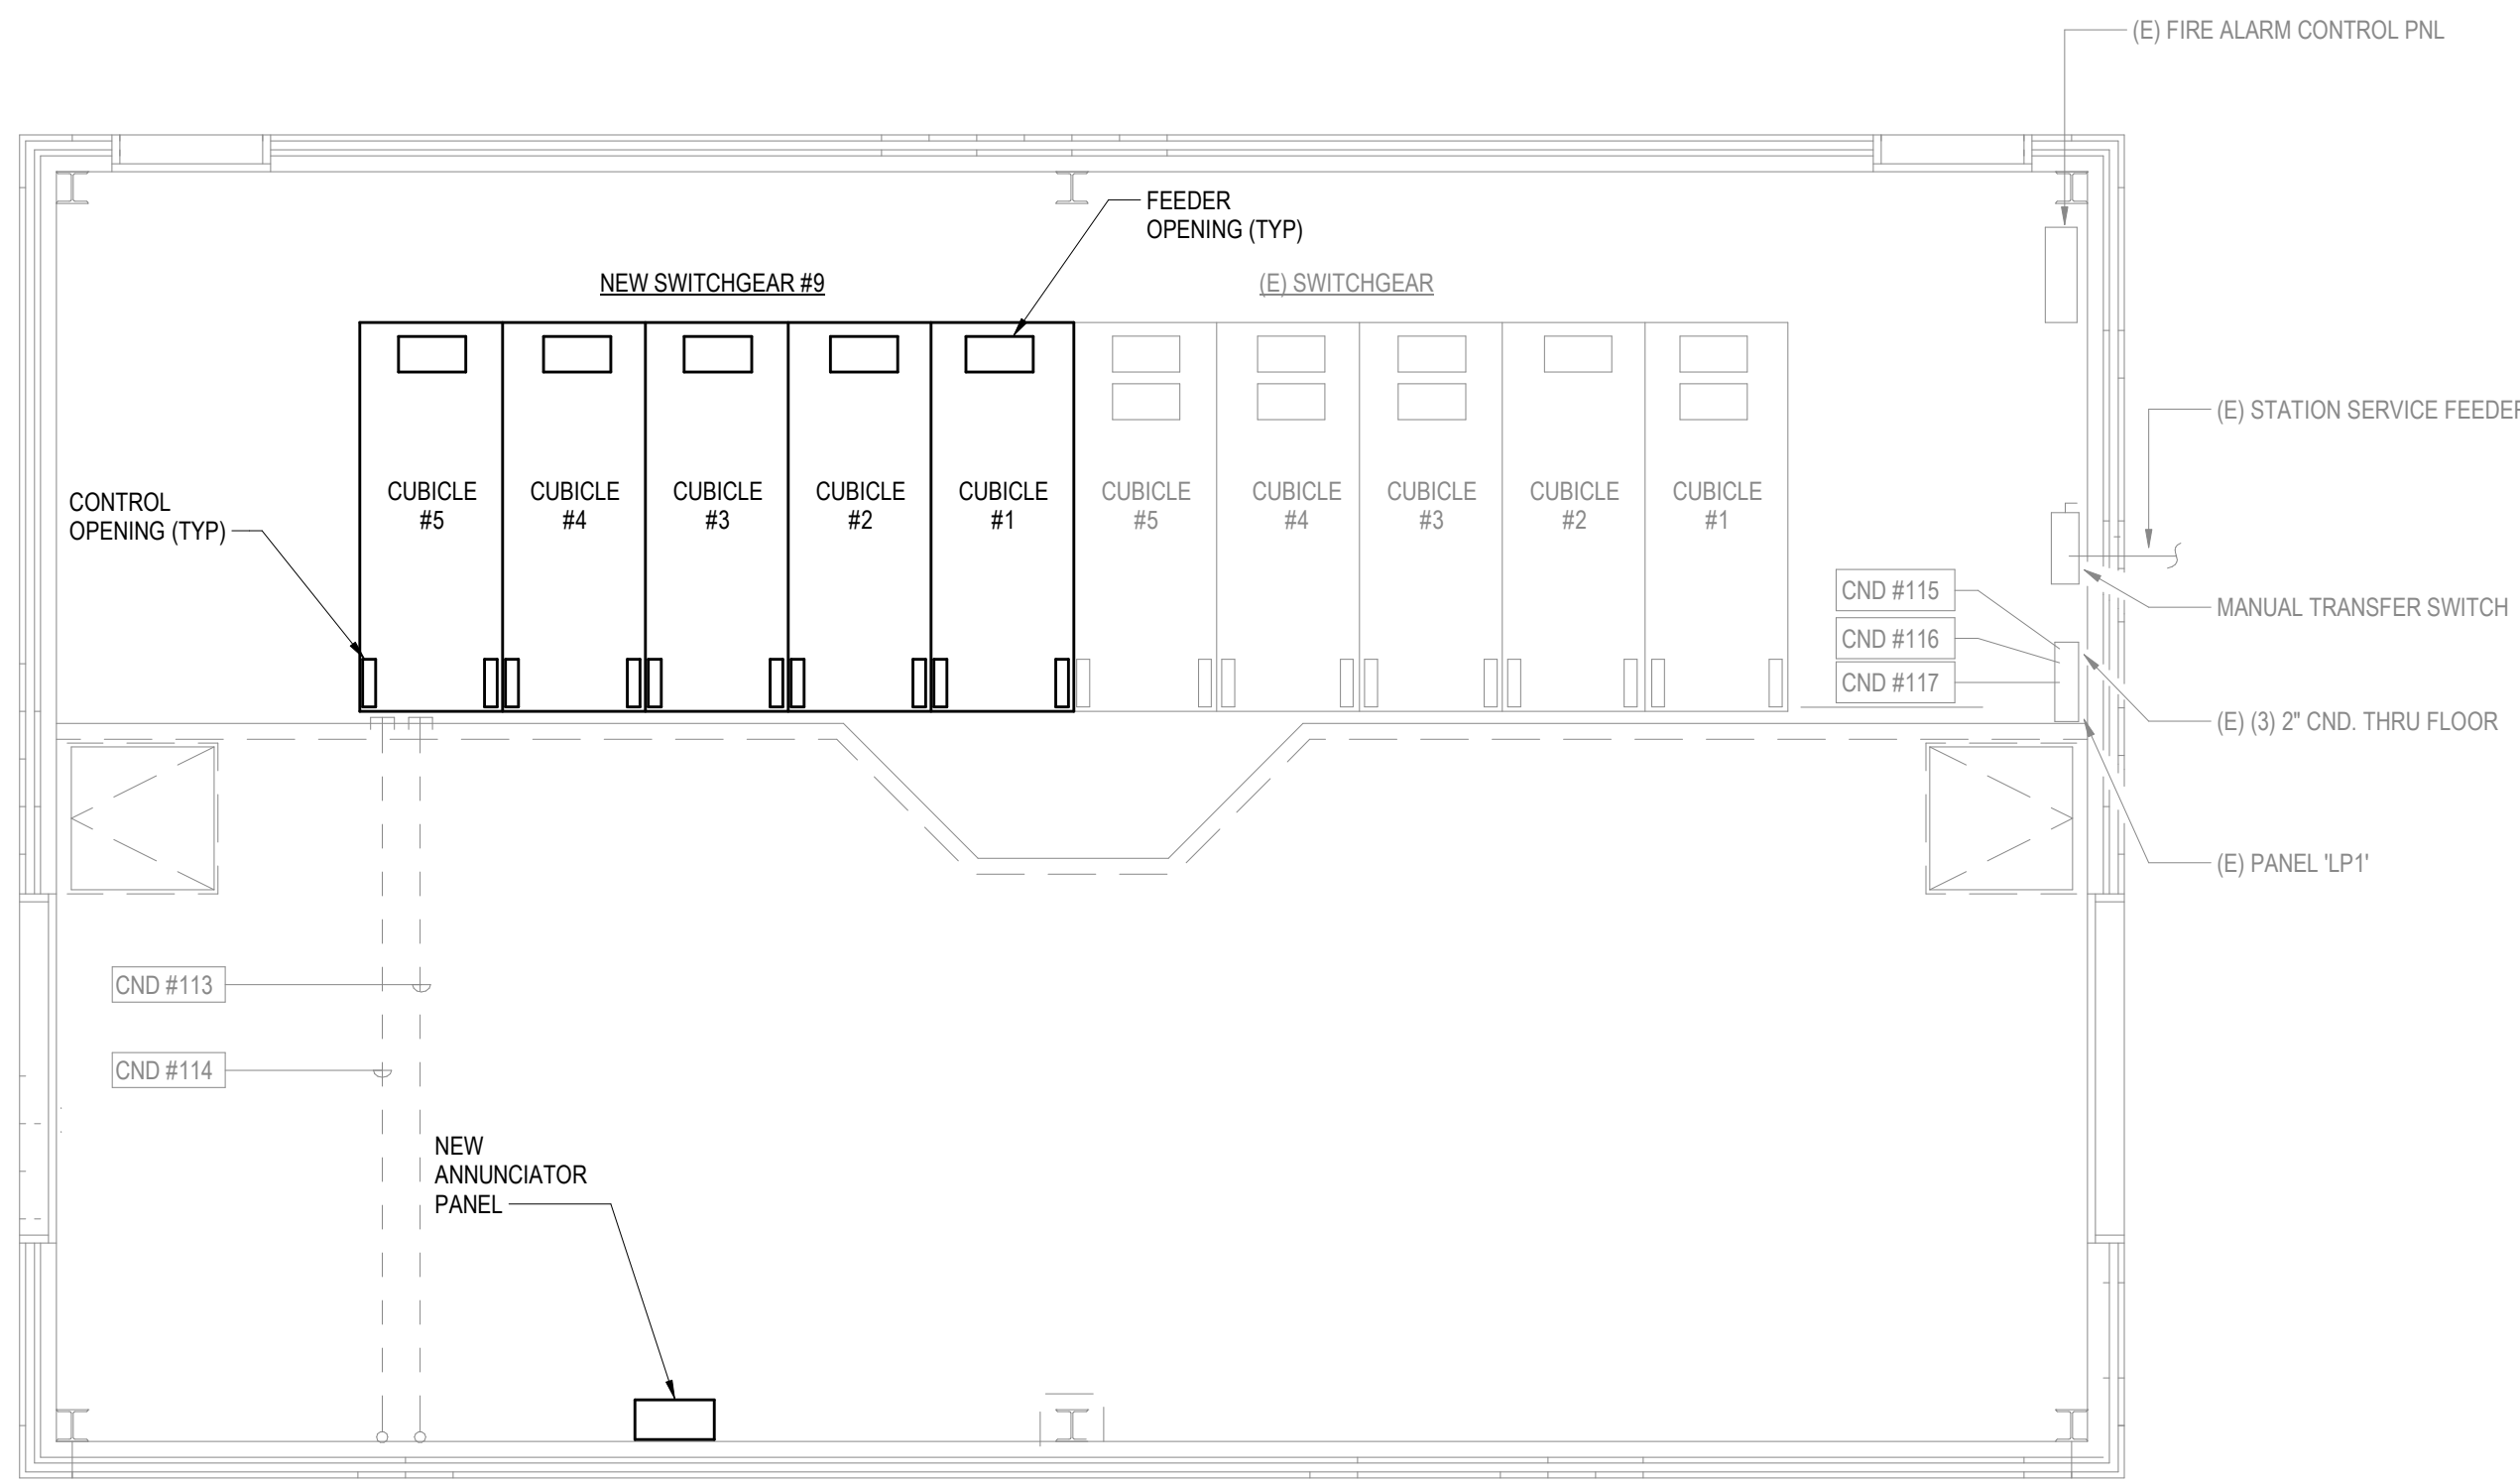 (E) FIRE ALARM CONTROL PNL
FEEDER
OPENING (TYP)
NEW SWITCHGEAR #9
(E) SWITCHGEAR
(E) STATION SERVICE FEEDER
CONTROL
OPENING (TYP)
CUBICLE
#5
CUBICLE
#4
CUBICLE
#3
CUBICLE
#2
CUBICLE
#1
CUBICLE
#5
CUBICLE
#4
CUBICLE
#3
CUBICLE
#2
CUBICLE
#1
CND #115
CND #116
CND #117
MANUAL TRANSFER SWITCH
(E) (3) 2" CND. THRU FLOOR
(E) PANEL 'LP1'
CND #113
CND #114
NEW
ANNUNCIATOR
PANEL